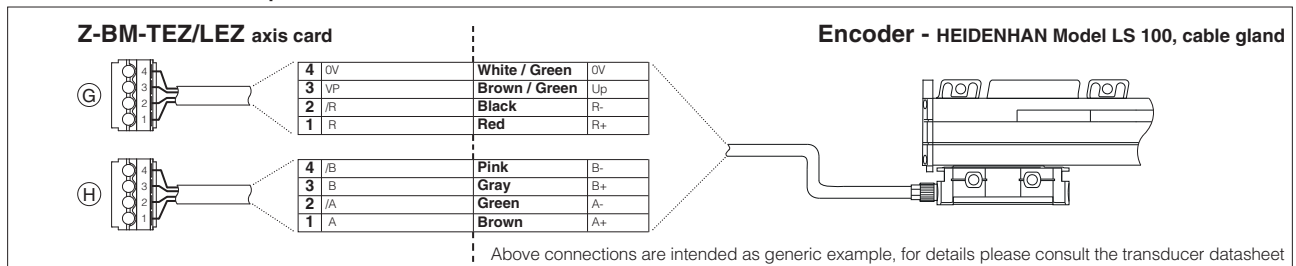 Z-BM-TEZ/LEZ axis card
Encoder - HEIDENHAN Model LS 100, cable gland
G
4
3
2
1
4 0V White / Green 0V
3 VP Brown / Green Up
2 /R Black R-
1 R Red R+
H
4
3
2
1
4 /B Pink B-
3 B Gray B+
2 /A Green A-
1 A Brown A+
Above connections are intended as generic example, for details please consult the transducer datasheet